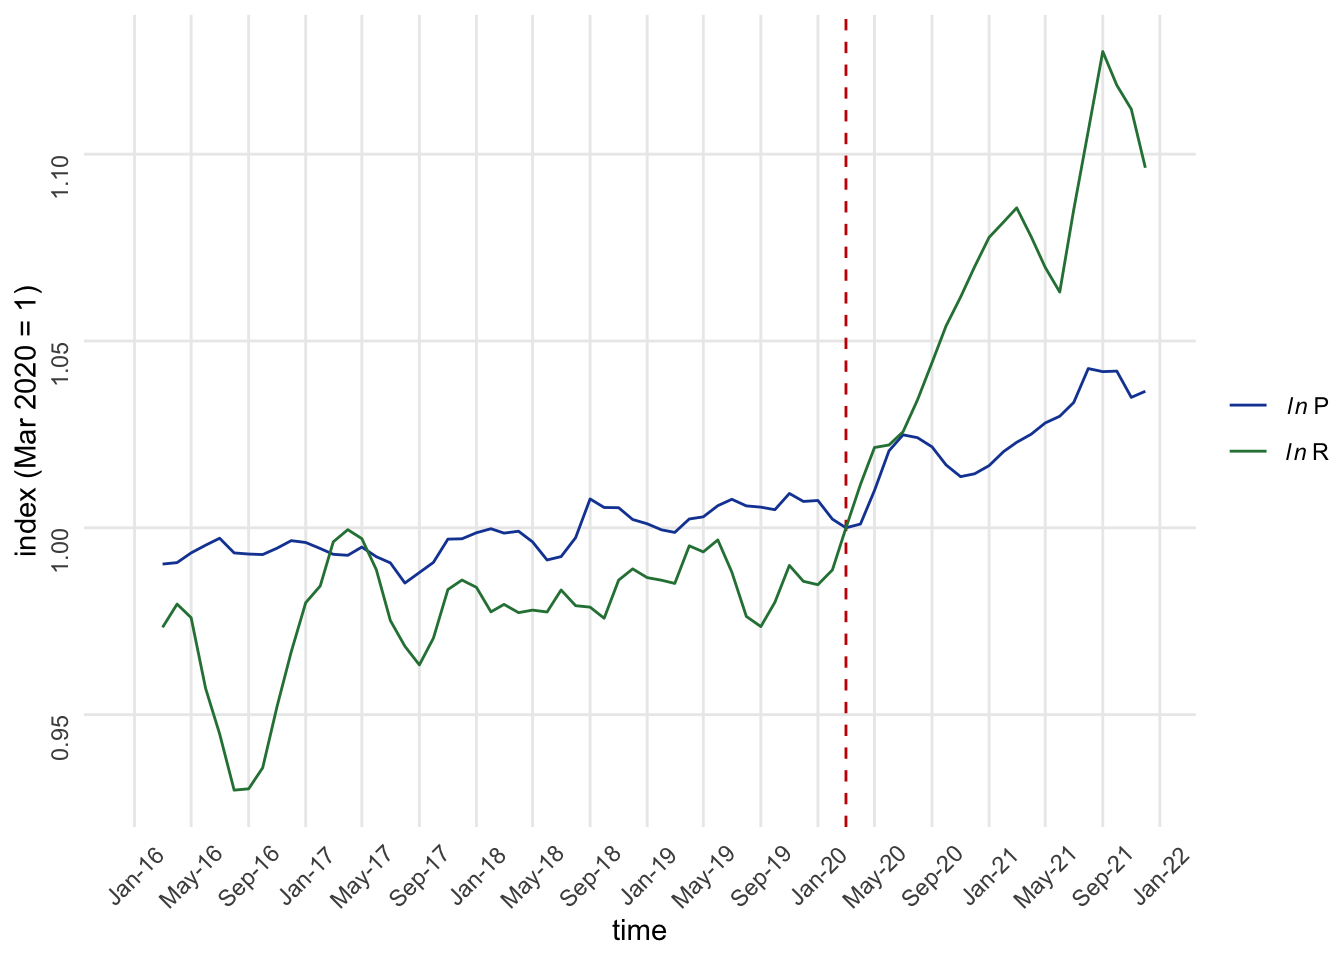 1.10
1.05
1.00
0.95
index (Mar 2020 = 1)
Jan-16
May-16
Sep-16
Jan-17
May-17
Sep-17
Jan-18
May-18
Sep-18
Jan-19
May-19
Sep-19
Jan-20
May-20
Sep-20
Jan-21
May-21
Sep-21
Jan-22
time
ln P
ln R